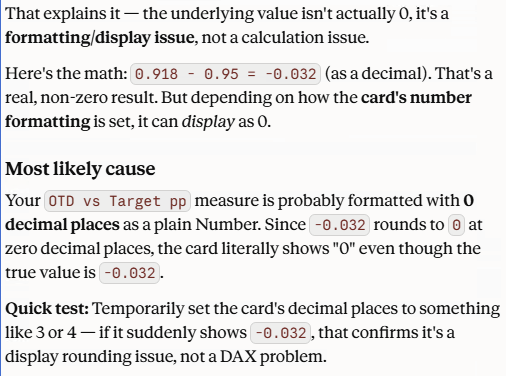 That explains it — the underlying value isn't actually 0, it's a
formatting/display issue, not a calculation issue.
Here's the math: 0.918 - 0.95 = -0.032 (as a decimal). That's a
real, non-zero result. But depending on how the card's number
formatting is set, it can display as 0.
Most likely cause
Your OTD vs Target pp measure is probably formatted with 0
decimal places as a plain Number. Since -0.032 rounds to 0 at
zero decimal places, the card literally shows "0" even though the
true value is -0.032.
Quick test: Temporarily set the card's decimal places to something
like 3 or 4 — if it suddenly shows -0.032, that confirms it's a
display rounding issue, not a DAX problem.